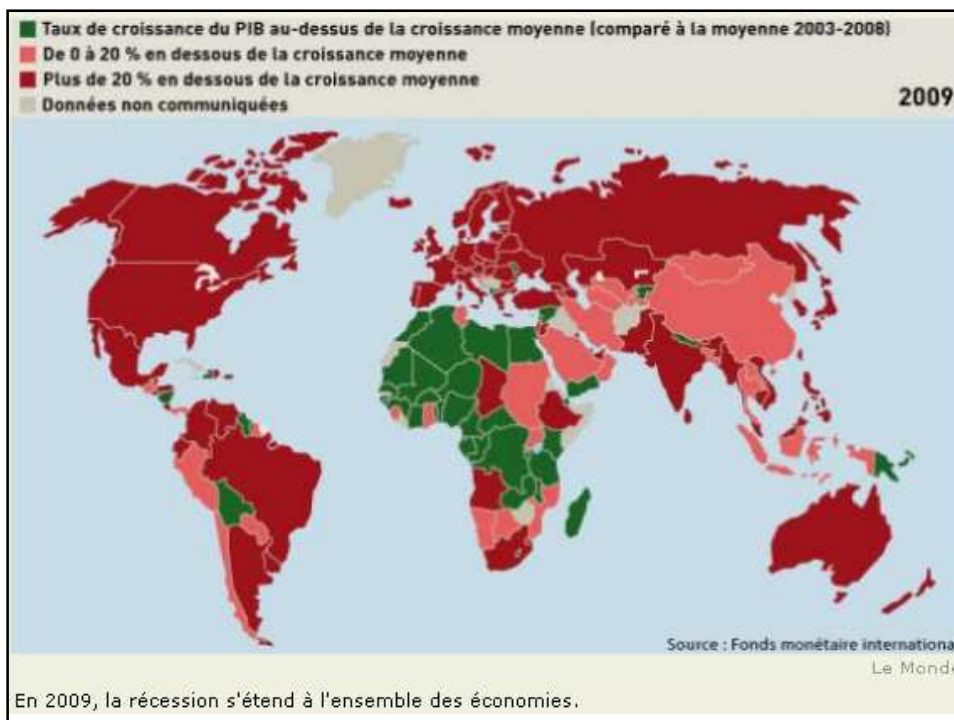 Taux de croissance du PIB au-dessus de la croissance moyenne (comparé à la moyenne 2003-2008)
De 0 à 20 % en dessous de la croissance moyenne
Plus de 20 % en dessous de la croissance moyenne
Données non communiquées
2009
Source : Fonds monétaire internationa
Le Monde
En 2009, la récession s'étend à l'ensemble des économies.